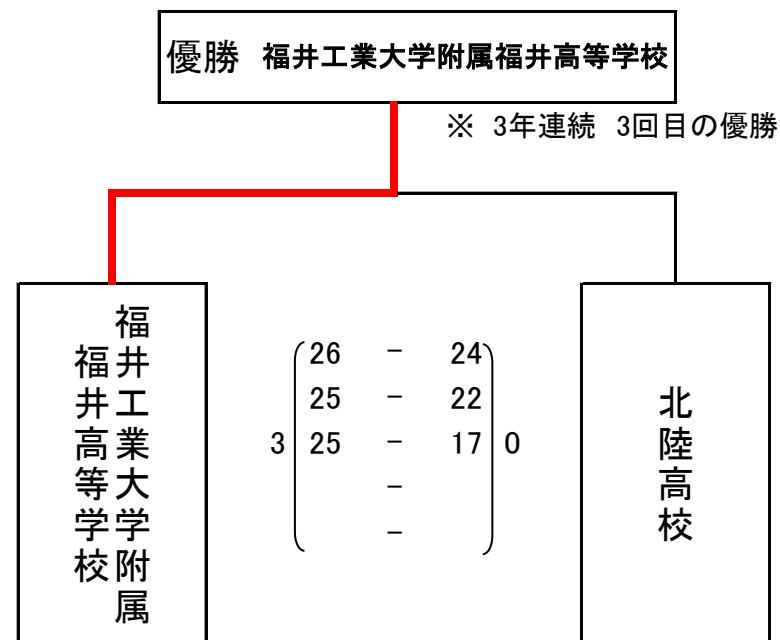 優勝 福井工業大学附属福井高等学校
※ 3年連続 3回目の優勝
福井工業大学附属
福井高等学校
26 － 24
25 － 22
3 25 － 17 0
－
－
北陸高校